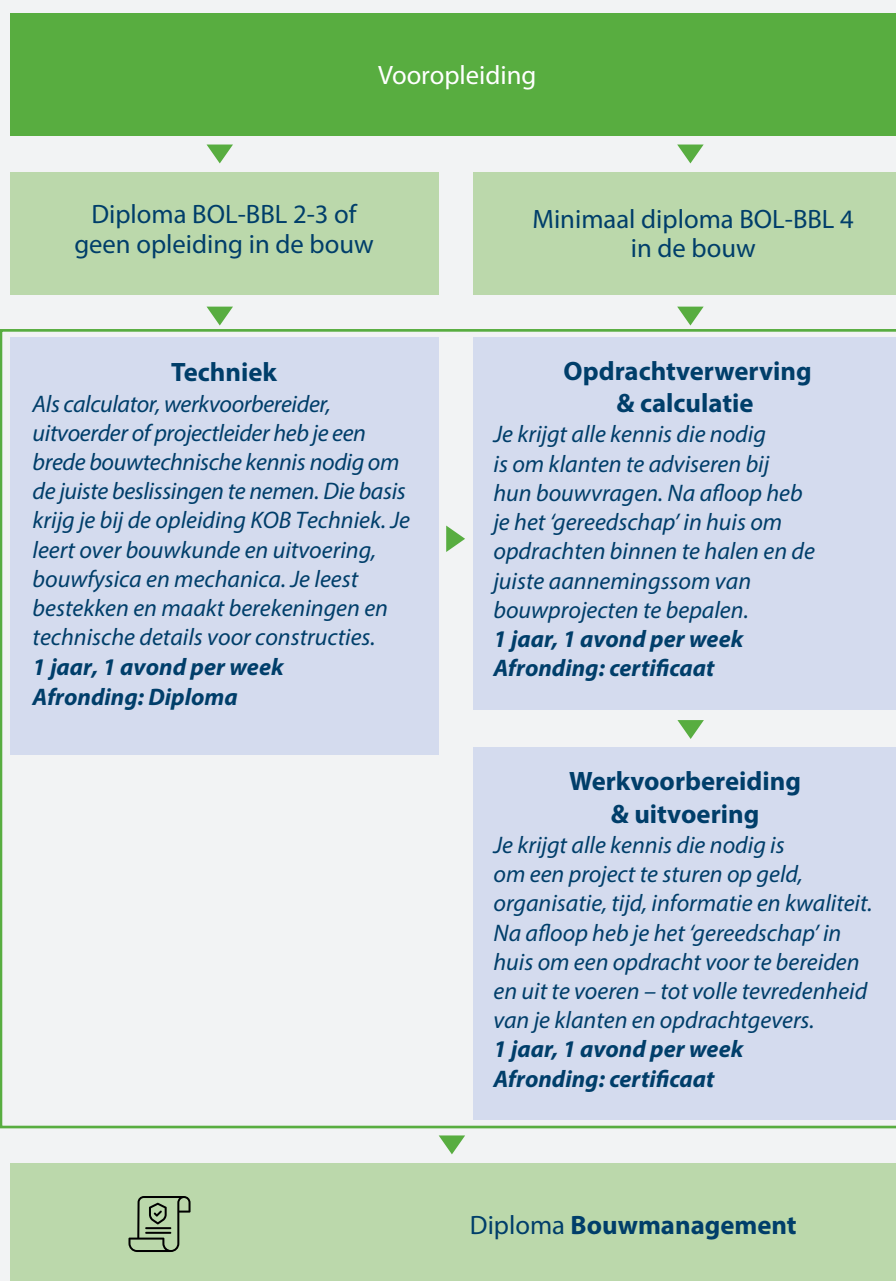 Vooropleiding
Diploma BOL-BBL 2-3 of
geen opleiding in de bouw
Minimaal diploma BOL-BBL 4
in de bouw
Techniek
Als calculator, werkvoorbereider,
uitvoerder of projectleider heb je een
brede bouwtechnische kennis nodig om
de juiste beslissingen te nemen. Die basis
krijg je bij de opleiding KOB Techniek. Je
leert over bouwkunde en uitvoering,
bouwfysica en mechanica. Je leest
bestekken en maakt berekeningen en
technische details voor constructies.
1 jaar, 1 avond per week
Afronding: Diploma
Opdrachtverwerving
& calculatie
Je krijgt alle kennis die nodig
is om klanten te adviseren bij
hun bouwvragen. Na afloop heb
je het ‘gereedschap’ in huis om
opdrachten binnen te halen en de
juiste aannemingssom van
bouwprojecten te bepalen.
1 jaar, 1 avond per week
Afronding: certificaat
Werkvoorbereiding
& uitvoering
Je krijgt alle kennis die nodig is
om een project te sturen op geld,
organisatie, tijd, informatie en kwaliteit.
Na afloop heb je het ‘gereedschap’ in
huis om een opdracht voor te bereiden
en uit te voeren – tot volle tevredenheid
van je klanten en opdrachtgevers.
1 jaar, 1 avond per week
Afronding: certificaat
Diploma Bouwmanagement